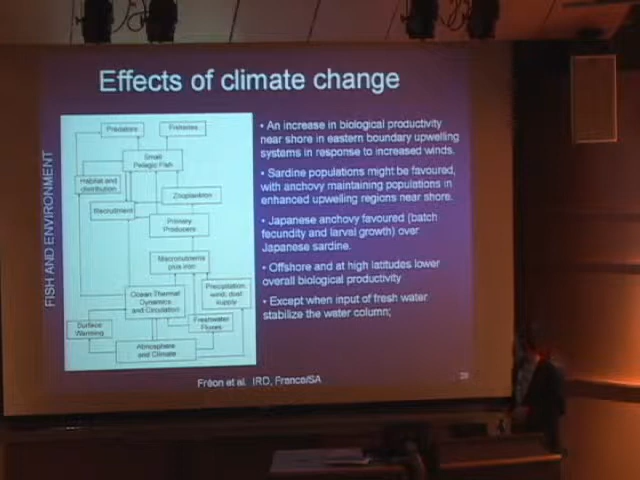 Effects of climate change
FISH AND ENVIRONMENT
Predators
Fisheries
Small
Pelagic Fish
Habitat and
distribution
Zooplankton
Recruitment
Primary
Producers
Macronutrients
plus iron
Ocean Thermal
Dynamics
and Circulation
Precipitation,
wind, dust
supply
Surface
Warming
Freshwater
Fluxes
Atmosphere
and Climate
• An increase in biological productivity
near shore in eastern boundary upwelling
systems in response to increased winds.
• Sardine populations might be favoured,
with anchovy maintaining populations in
enhanced upwelling regions near shore.
• Japanese anchovy favoured (batch
fecundity and larval growth) over
Japanese sardine.
• Offshore and at high latitudes lower
overall biological productivity
• Except when input of fresh water
stabilize the water column;
Fréon et al. IRD, France/SA